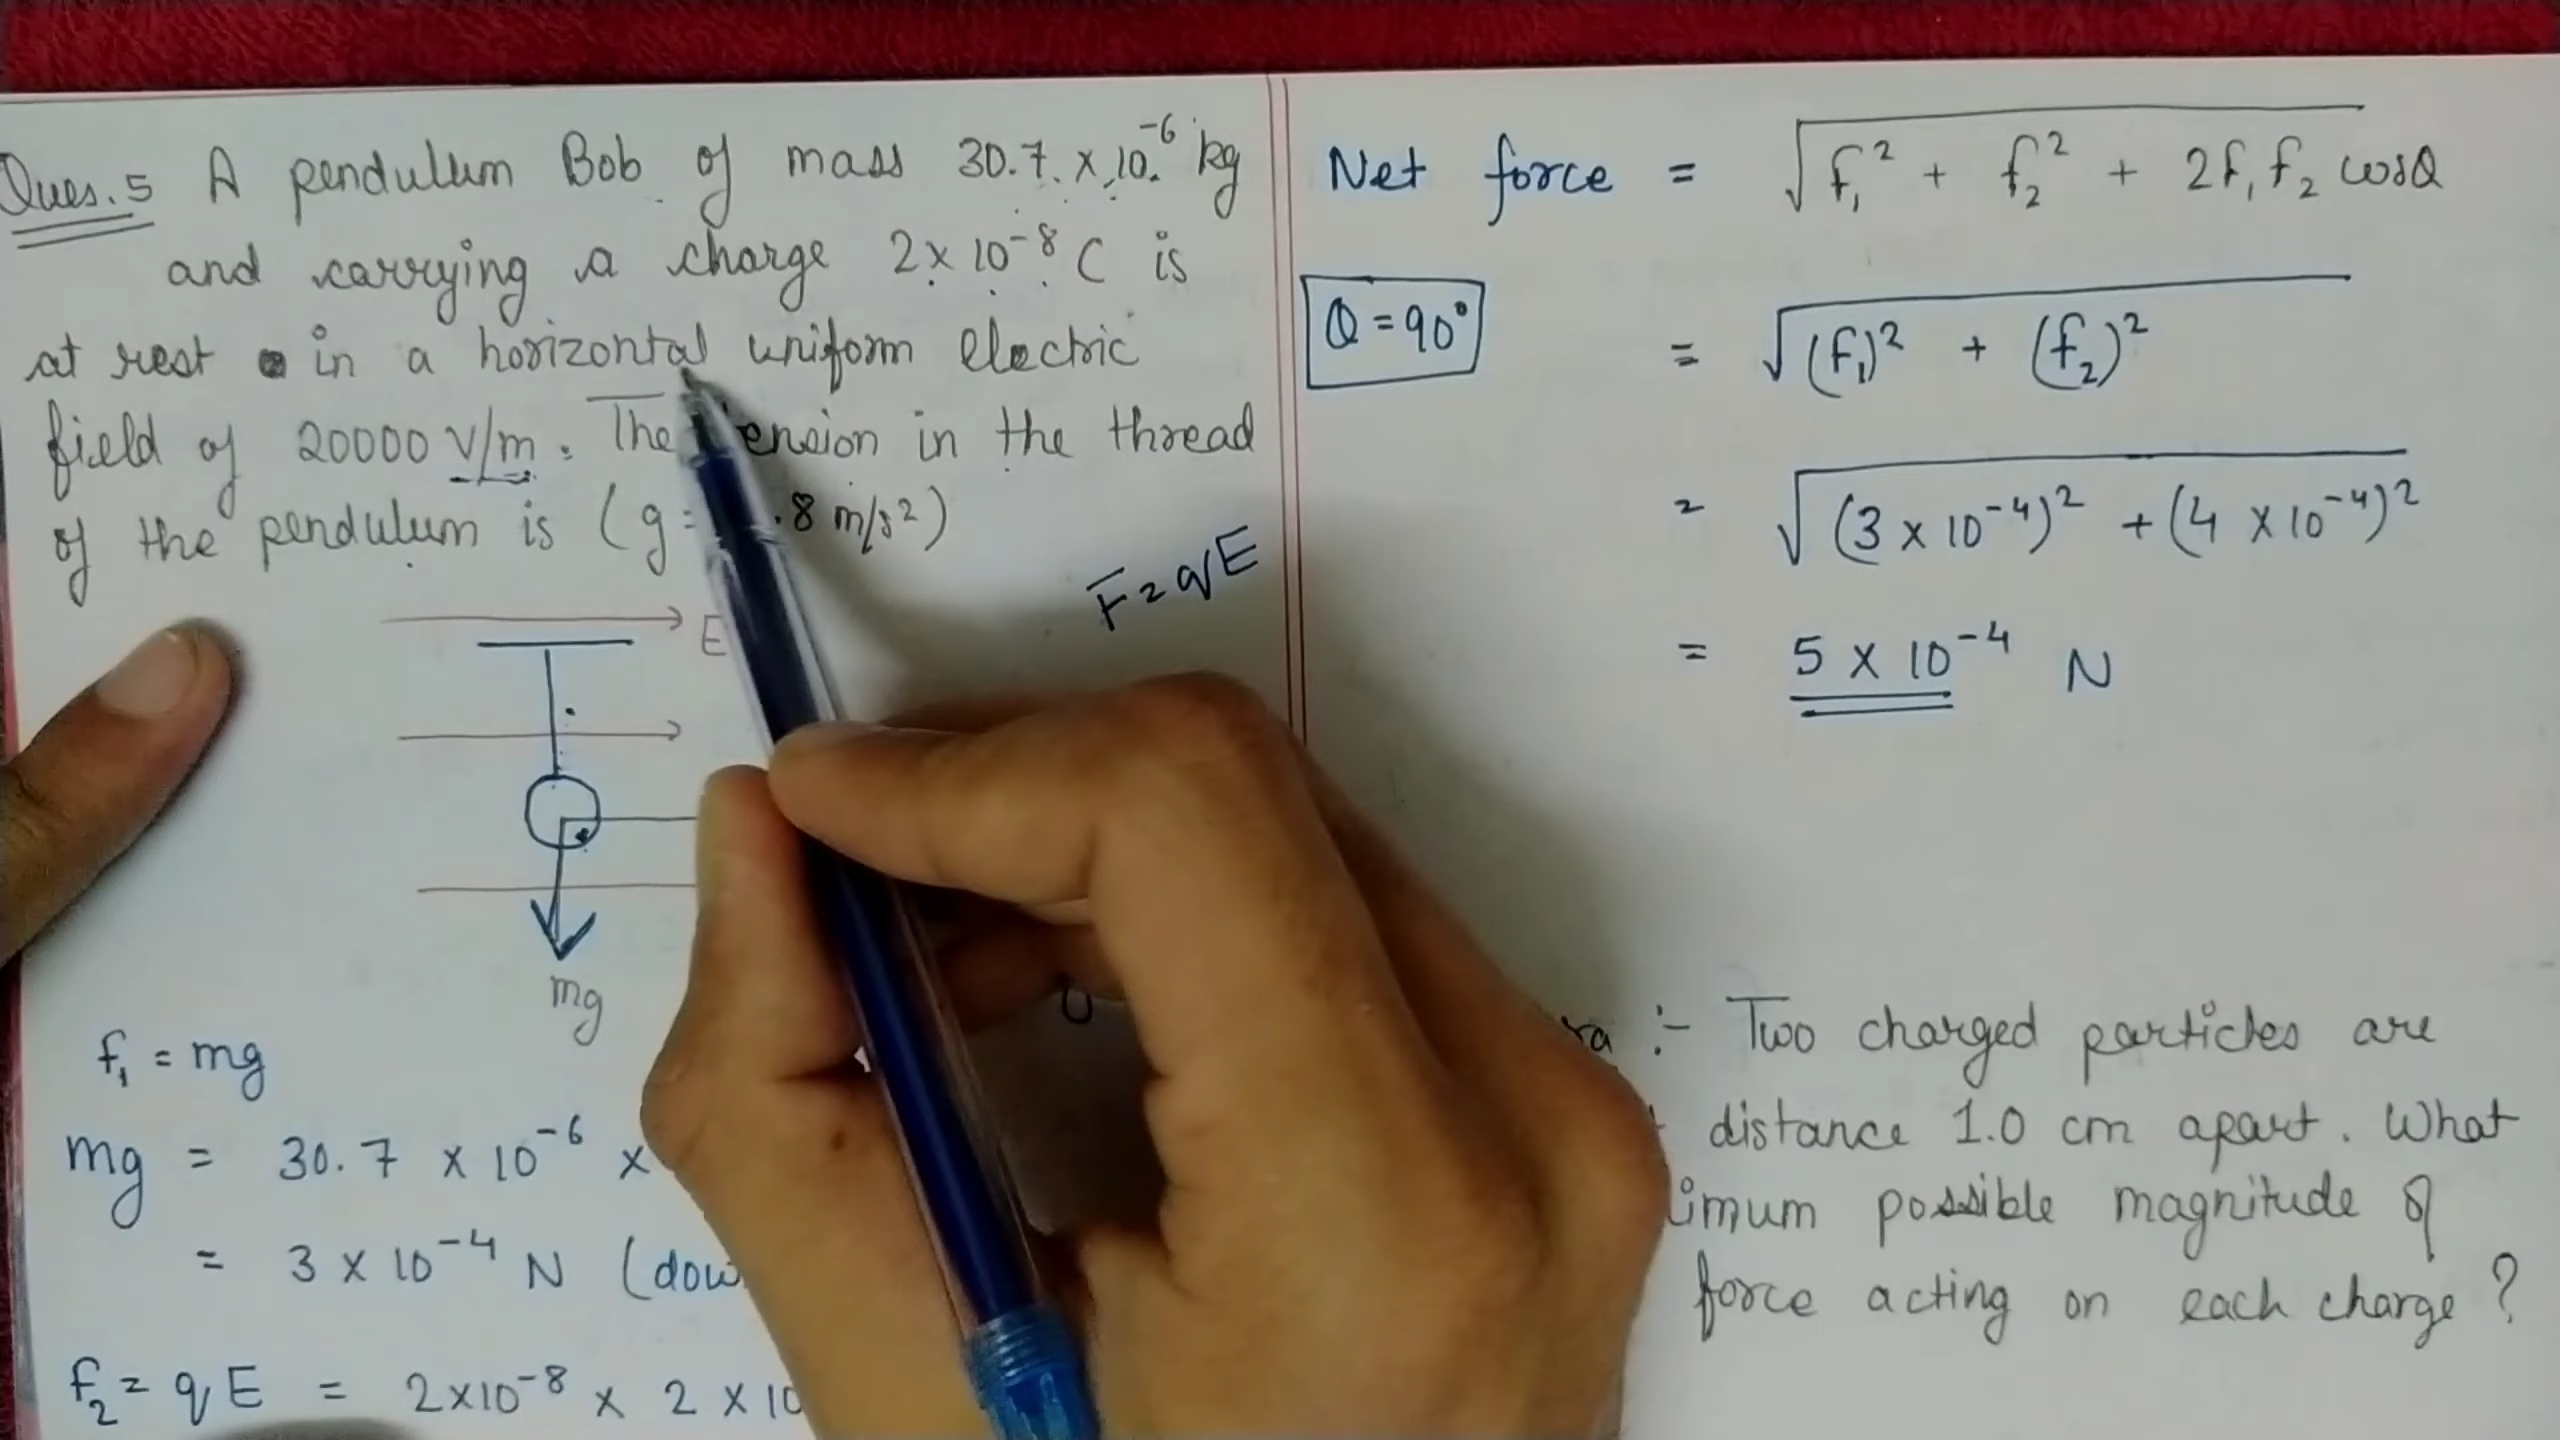 Ques.5 A pendulum Bob of mass 30.7 x 10⁻⁶ kg
and carrying a charge 2 x 10⁻⁸ C is
at rest in a horizontal uniform electric
field of 20000 V/m. The tension in the thread
of the pendulum is (g = .8 m/s²)
F = qE
E
mg
f₁ = mg
mg = 30.7 x 10⁻⁶ x
= 3 x 10⁻⁴ N (dow
f₂ = qE = 2x10⁻⁸ x 2 x 10
Net force = √(f₁² + f₂² + 2f₁f₂ cosQ)
Q = 90° = √((f₁)² + (f₂)²)
= √((3 x 10⁻⁴)² + (4 x 10⁻⁴)²)
= 5 x 10⁻⁴ N
ra :- Two charged particles are
distance 1.0 cm apart. What
imum possible magnitude of
force acting on each charge ?